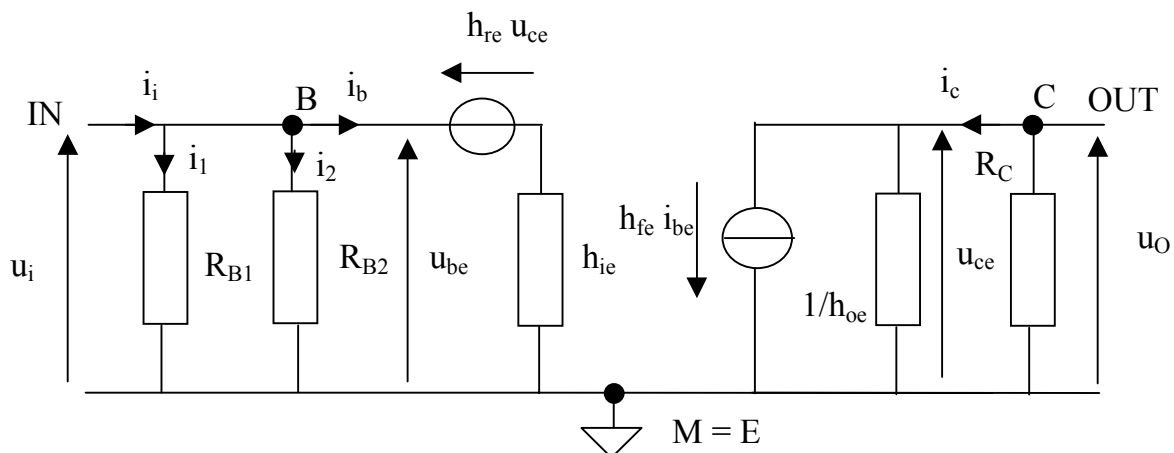 h_re u_ce
IN
i_i
B
i_b
i_c
C
OUT
i_1
i_2
R_C
u_i
R_B1
R_B2
u_be
h_ie
h_fe i_be
1/h_oe
u_ce
u_O
M = E